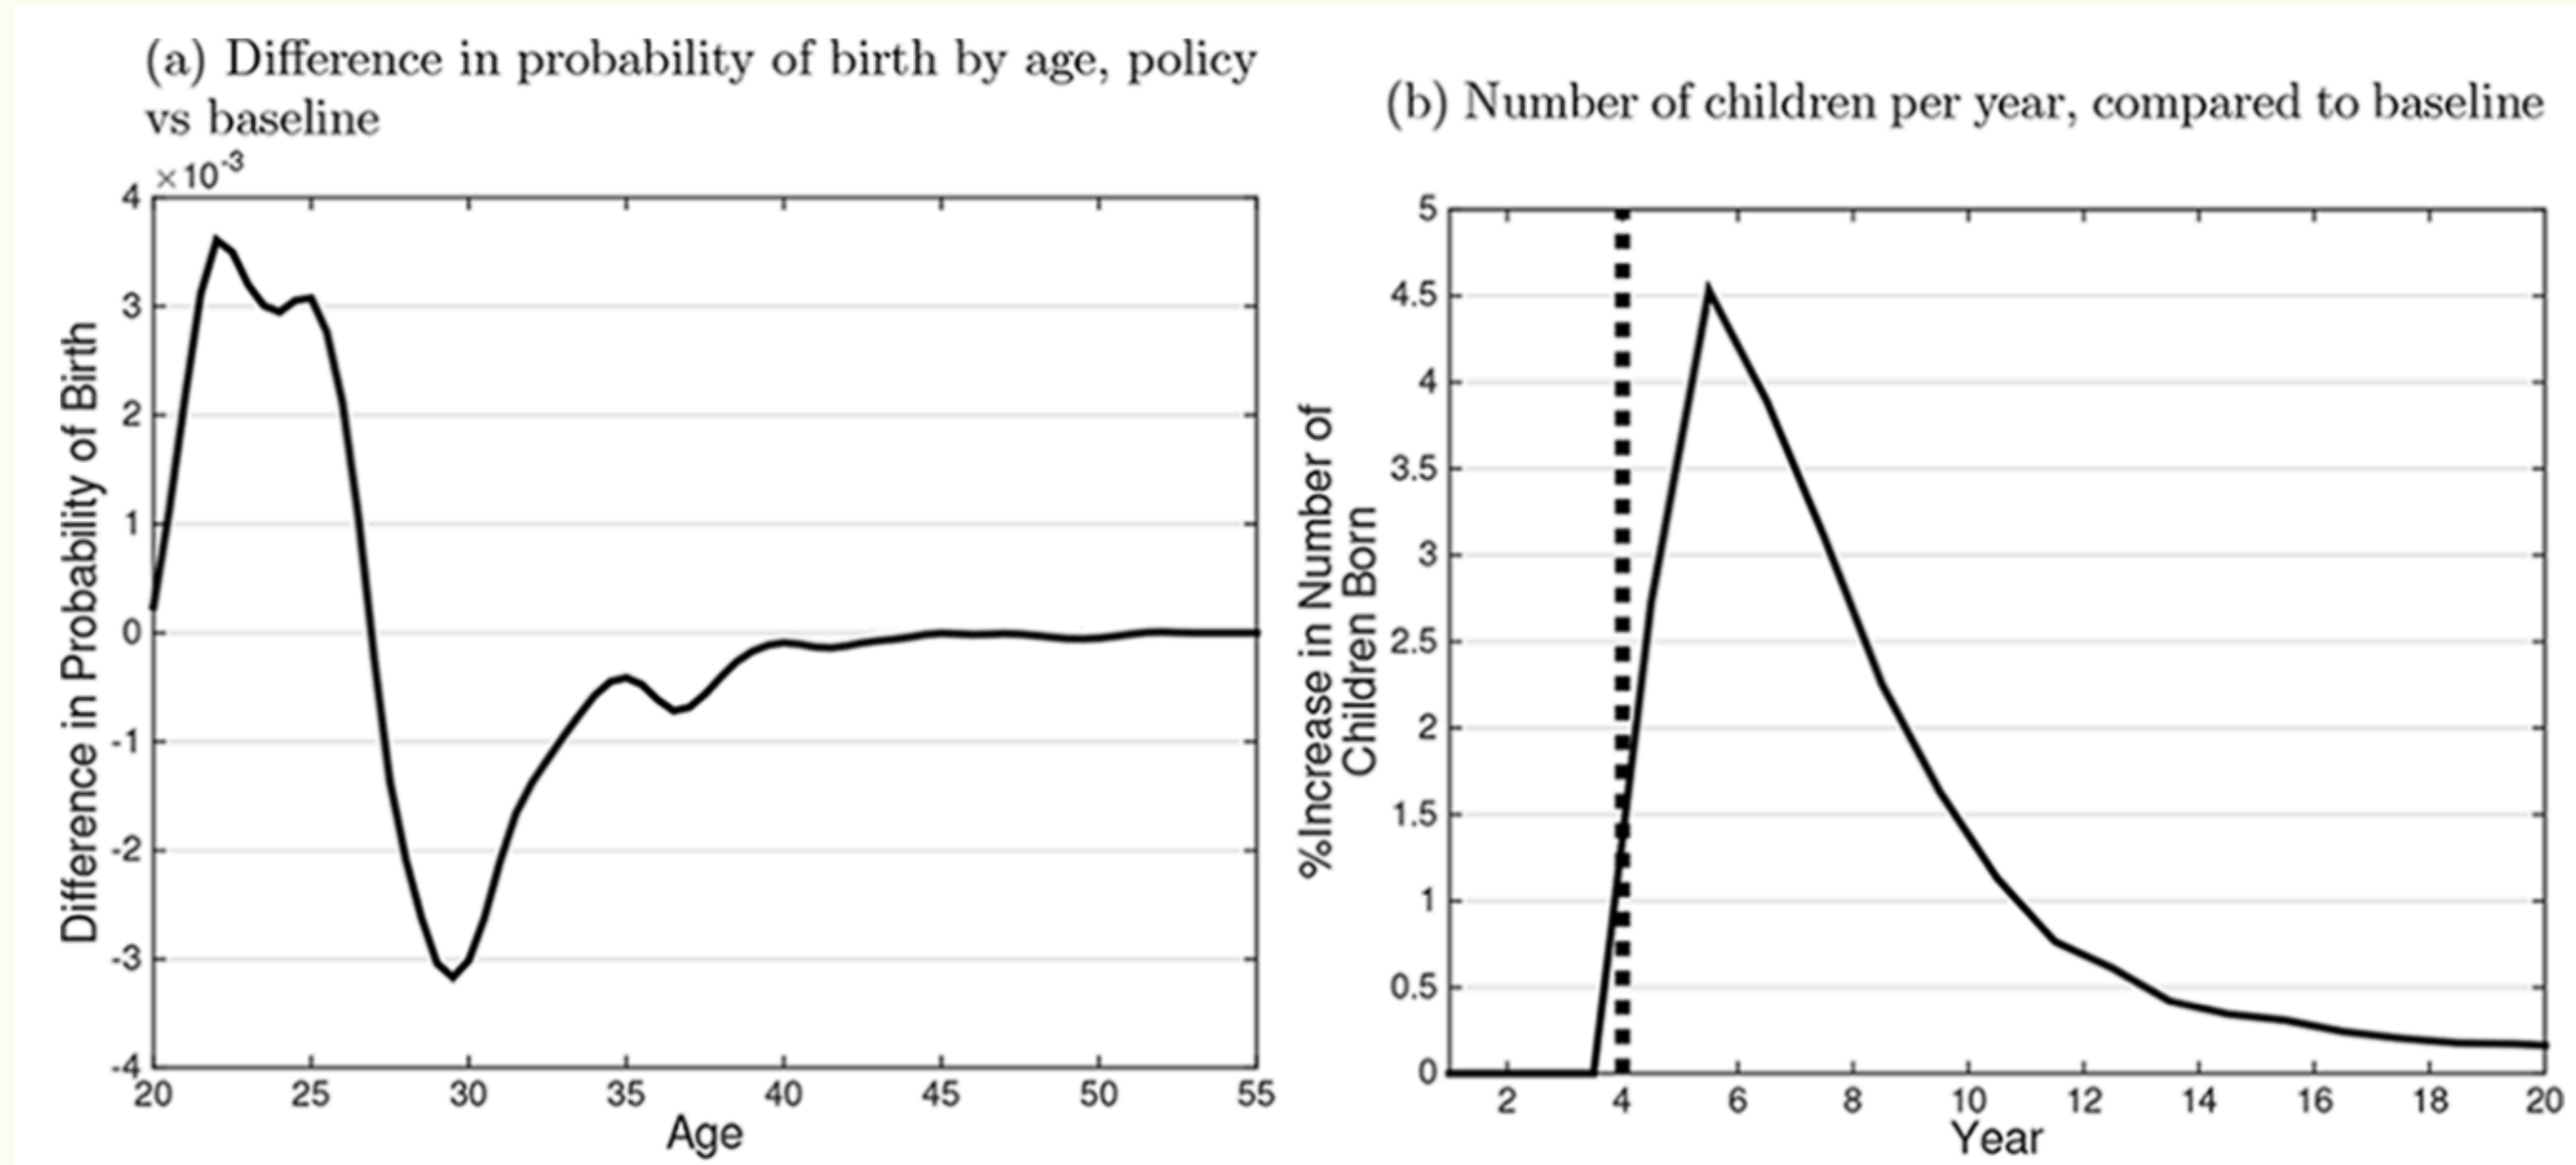 (a) Difference in probability of birth by age, policy
vs baseline
×10⁻³
4
3
2
1
0
-1
-2
-3
-4
20 25 30 35 40 45 50 55
Difference in Probability of Birth
Age
(b) Number of children per year, compared to baseline
5
4.5
4
3.5
3
2.5
2
1.5
1
0.5
0
2 4 6 8 10 12 14 16 18 20
%Increase in Number of
Children Born
Year